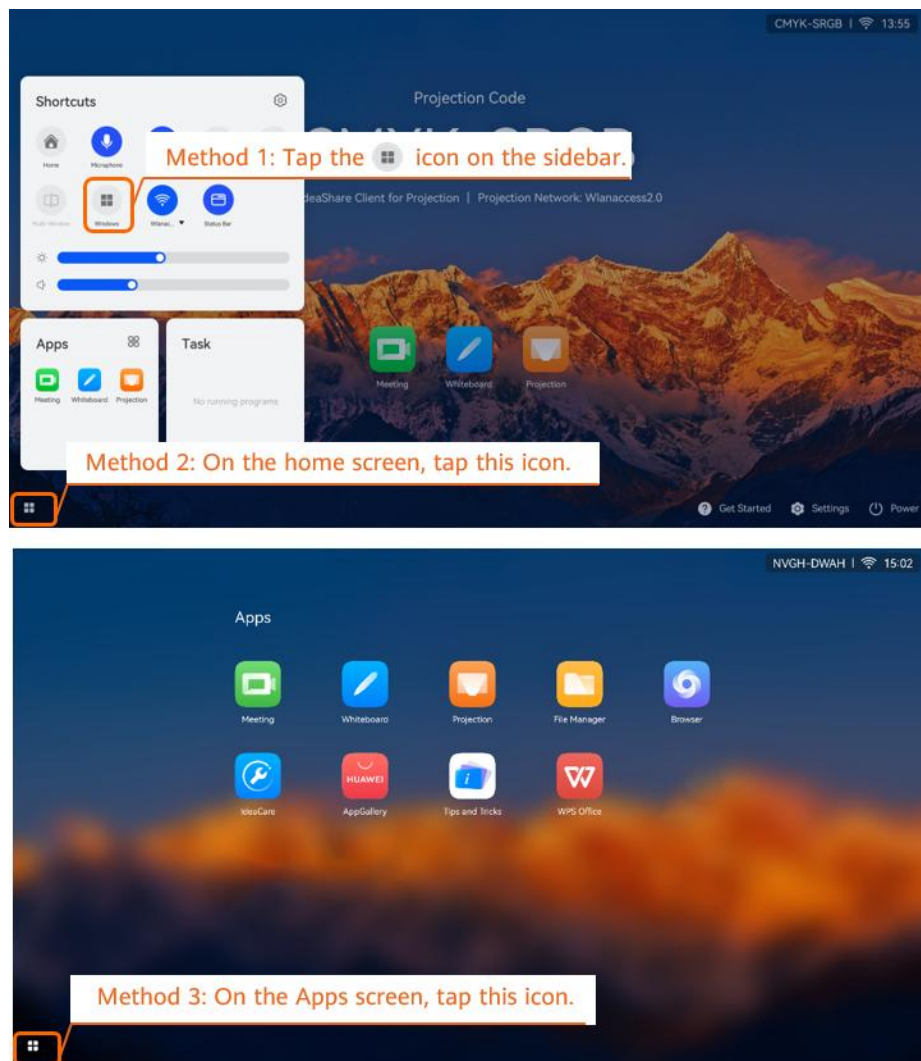 CMYK-SRGB | 13:55
Shortcuts
Projection Code
Home
Microphone
Method 1: Tap the icon on the sidebar.
deaShare Client for Projection | Projection Network: Wlanaccess2.0
Multi-Window
Windows
Wlanac...
Status Bar
Apps
Task
Meeting
Whiteboard
Projection
No running programs
Meeting
Whiteboard
Projection
Method 2: On the home screen, tap this icon.
Get Started
Settings
Power
NVGH-DWAH | 15:02
Apps
Meeting
Whiteboard
Projection
File Manager
Browser
HUAWEI
IdeaCare
AppGallery
Tips and Tricks
WPS Office
Method 3: On the Apps screen, tap this icon.